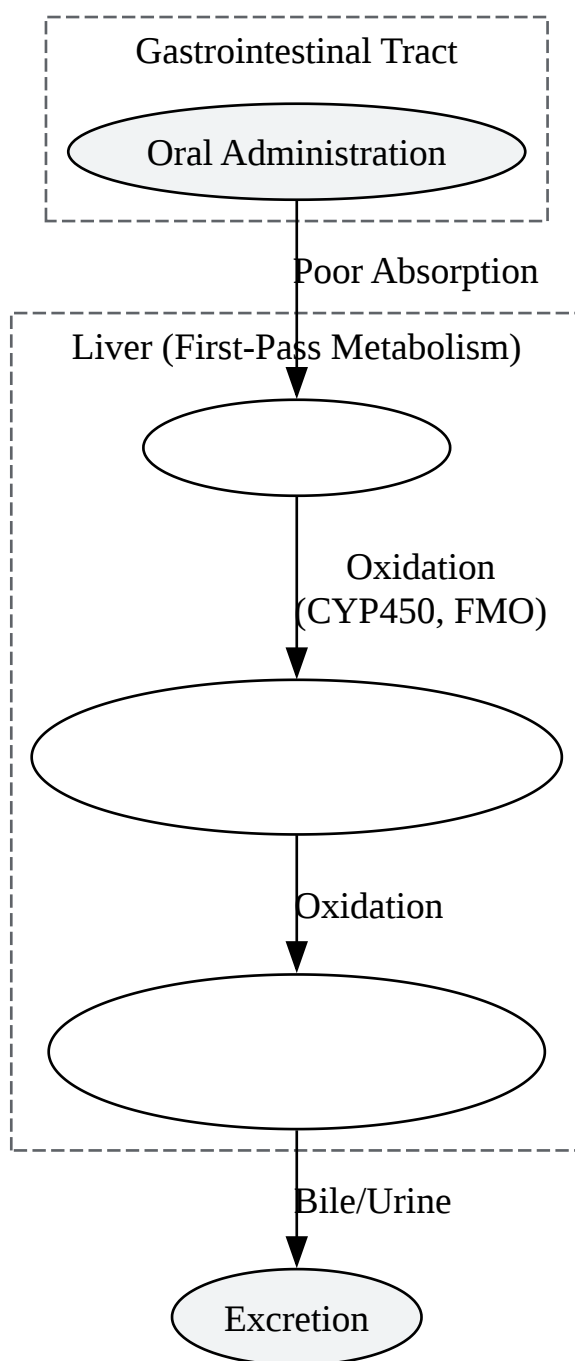 Gastrointestinal Tract
Oral Administration
Poor Absorption
Liver (First-Pass Metabolism)
Oxidation
(CYP450, FMO)
Oxidation
Bile/Urine
Excretion